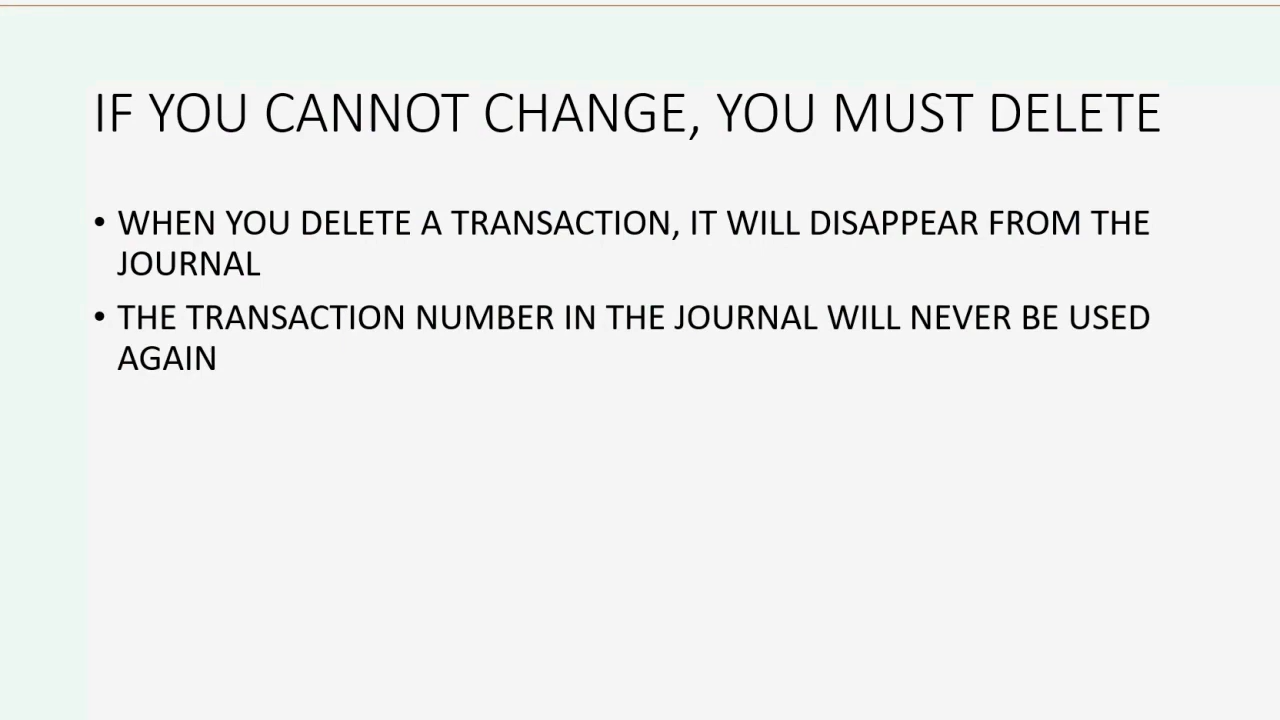 IF YOU CANNOT CHANGE, YOU MUST DELETE
• WHEN YOU DELETE A TRANSACTION, IT WILL DISAPPEAR FROM THE
JOURNAL
• THE TRANSACTION NUMBER IN THE JOURNAL WILL NEVER BE USED
AGAIN